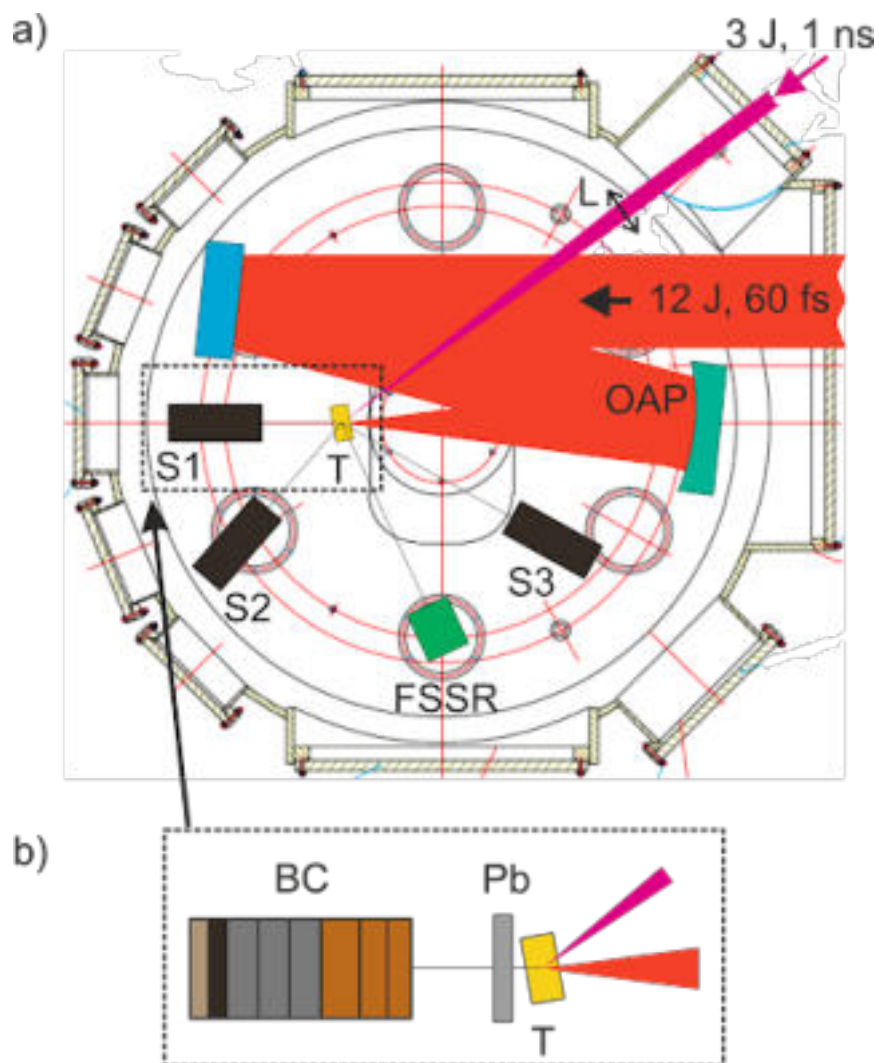 a)
3 J, 1 ns
L
12 J, 60 fs
OAP
S1
T
S2
S3
FSSR
b)
BC
Pb
T